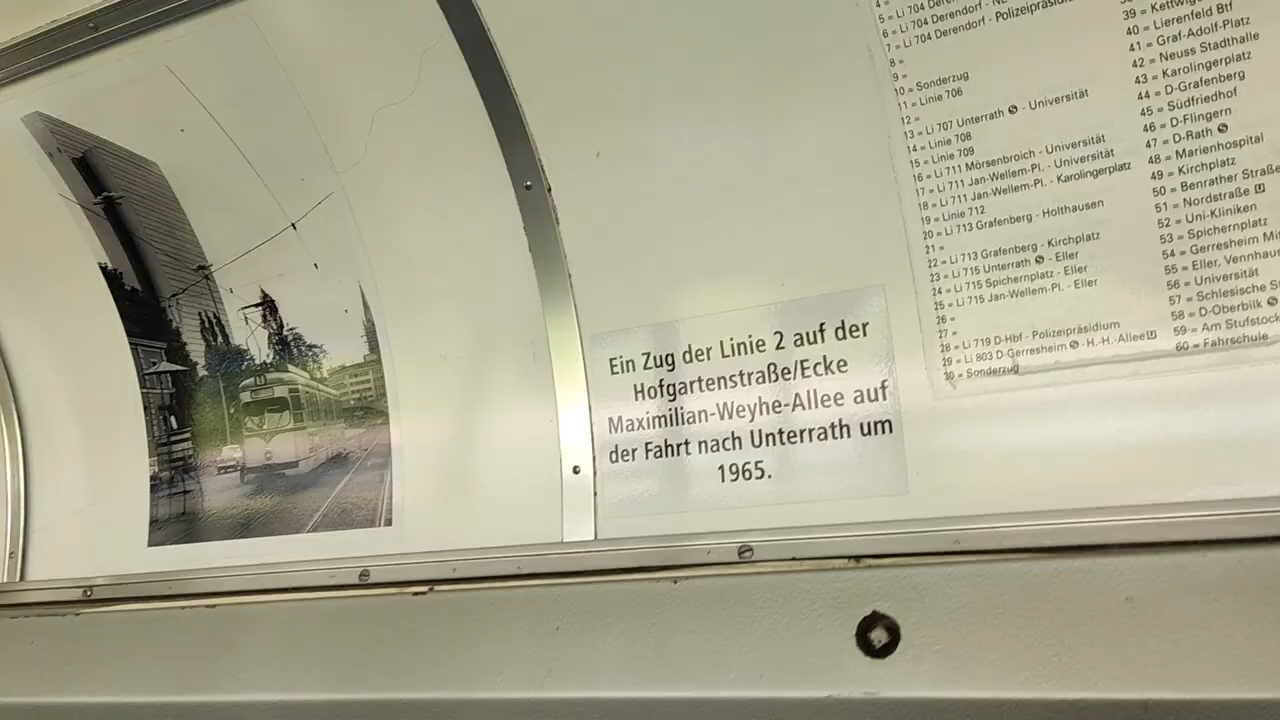 5 = Li 704 Derendorf
6 = Li 704 Derendorf -
7 = Li 704 Derendorf - Polizeipräsidium
8 =
9 =
10 = Sonderzug
11 = Linie 706
12 =
13 = Li 707 Unterrath S - Universität
14 = Linie 708
15 = Linie 709
16 = Li 711 Mörsenbroich - Universität
17 = Li 711 Jan-Wellem-Pl. - Universität
18 = Li 711 Jan-Wellem-Pl. - Karolingerplatz
19 = Linie 712
20 = Li 713 Grafenberg - Holthausen
21 =
22 = Li 713 Grafenberg - Kirchplatz
23 = Li 715 Unterrath S - Eller
24 = Li 715 Spichernplatz - Eller
25 = Li 715 Jan-Wellem-Pl. - Eller
26 =
27 =
28 = Li 719 D-Hbf - Polizeipräsidium
29 = Li 803 D-Gerresheim S - H.-H.-Allee U
30 = Sonderzug
39 = Kettwige
40 = Lierenfeld Btf
41 = Graf-Adolf-Platz
42 = Neuss Stadthalle
43 = Karolingerplatz
44 = D-Grafenberg
45 = Südfriedhof
46 = D-Flingern
47 = D-Rath S
48 = Marienhospital
49 = Kirchplatz
50 = Benrather Straße
51 = Nordstraße U
52 = Uni-Kliniken
53 = Spichernplatz
54 = Gerresheim Mi
55 = Eller, Vennhau
56 = Universität
57 = Schlesische St
58 = D-Oberbilk S
59 = Am Stufstock
60 = Fahrschule
Ein Zug der Linie 2 auf der
Hofgartenstraße/Ecke
Maximilian-Weyhe-Allee auf
der Fahrt nach Unterrath um
1965.